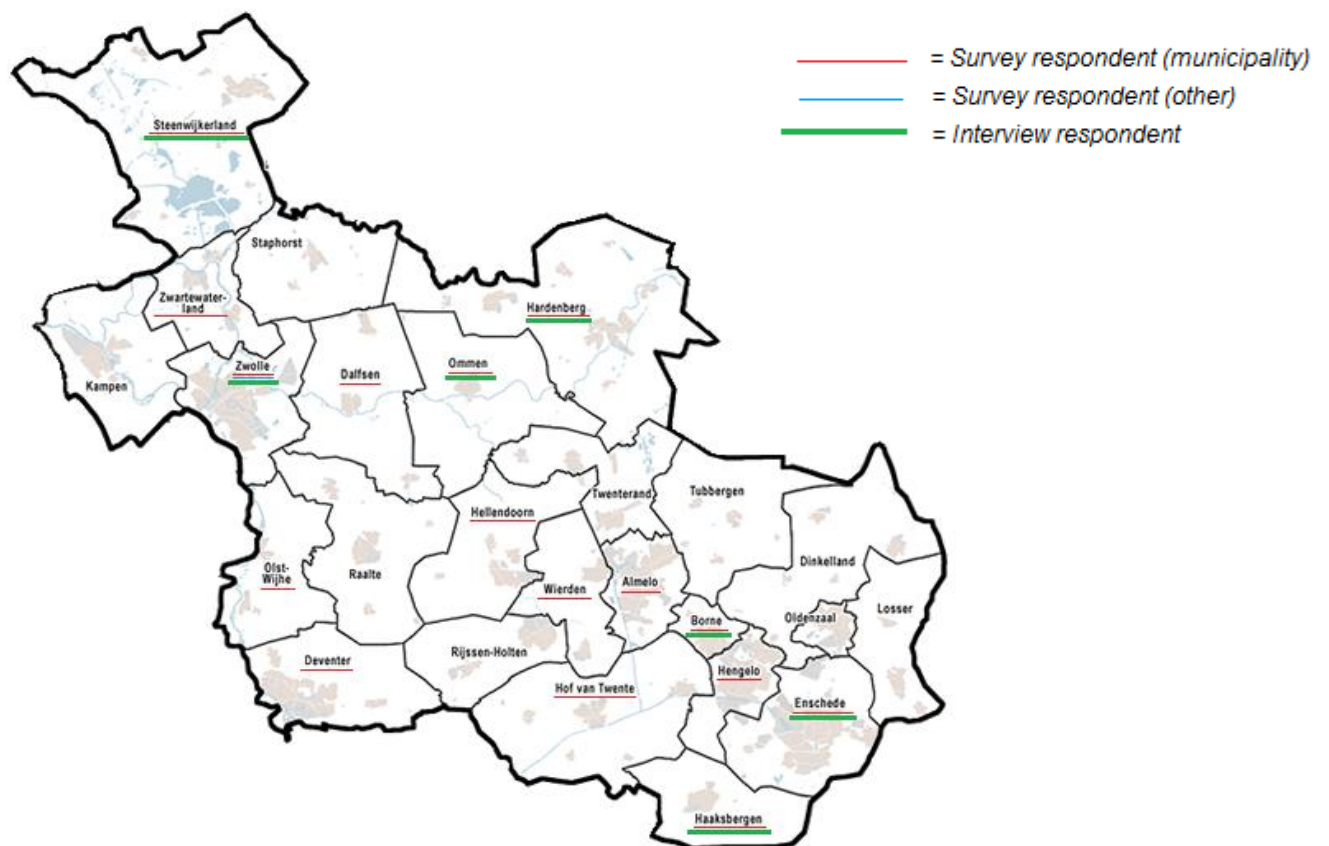 = Survey respondent (municipality)
= Survey respondent (other)
= Interview respondent
Steenwijkerland
Staphorst
Zwartewater-
land
Hardenberg
Zwolle
Ommen
Dalfsen
Kampen
Twenterand
Tubbergen
Hellendoorn
Dinkelland
Olst-
Wijhe
Raalte
Wierden
Almelo
Losser
Oldenzaal
Borne
Rijssen-Holten
Deventer
Hengelo
Hof van Twente
Enschede
Haaksbergen